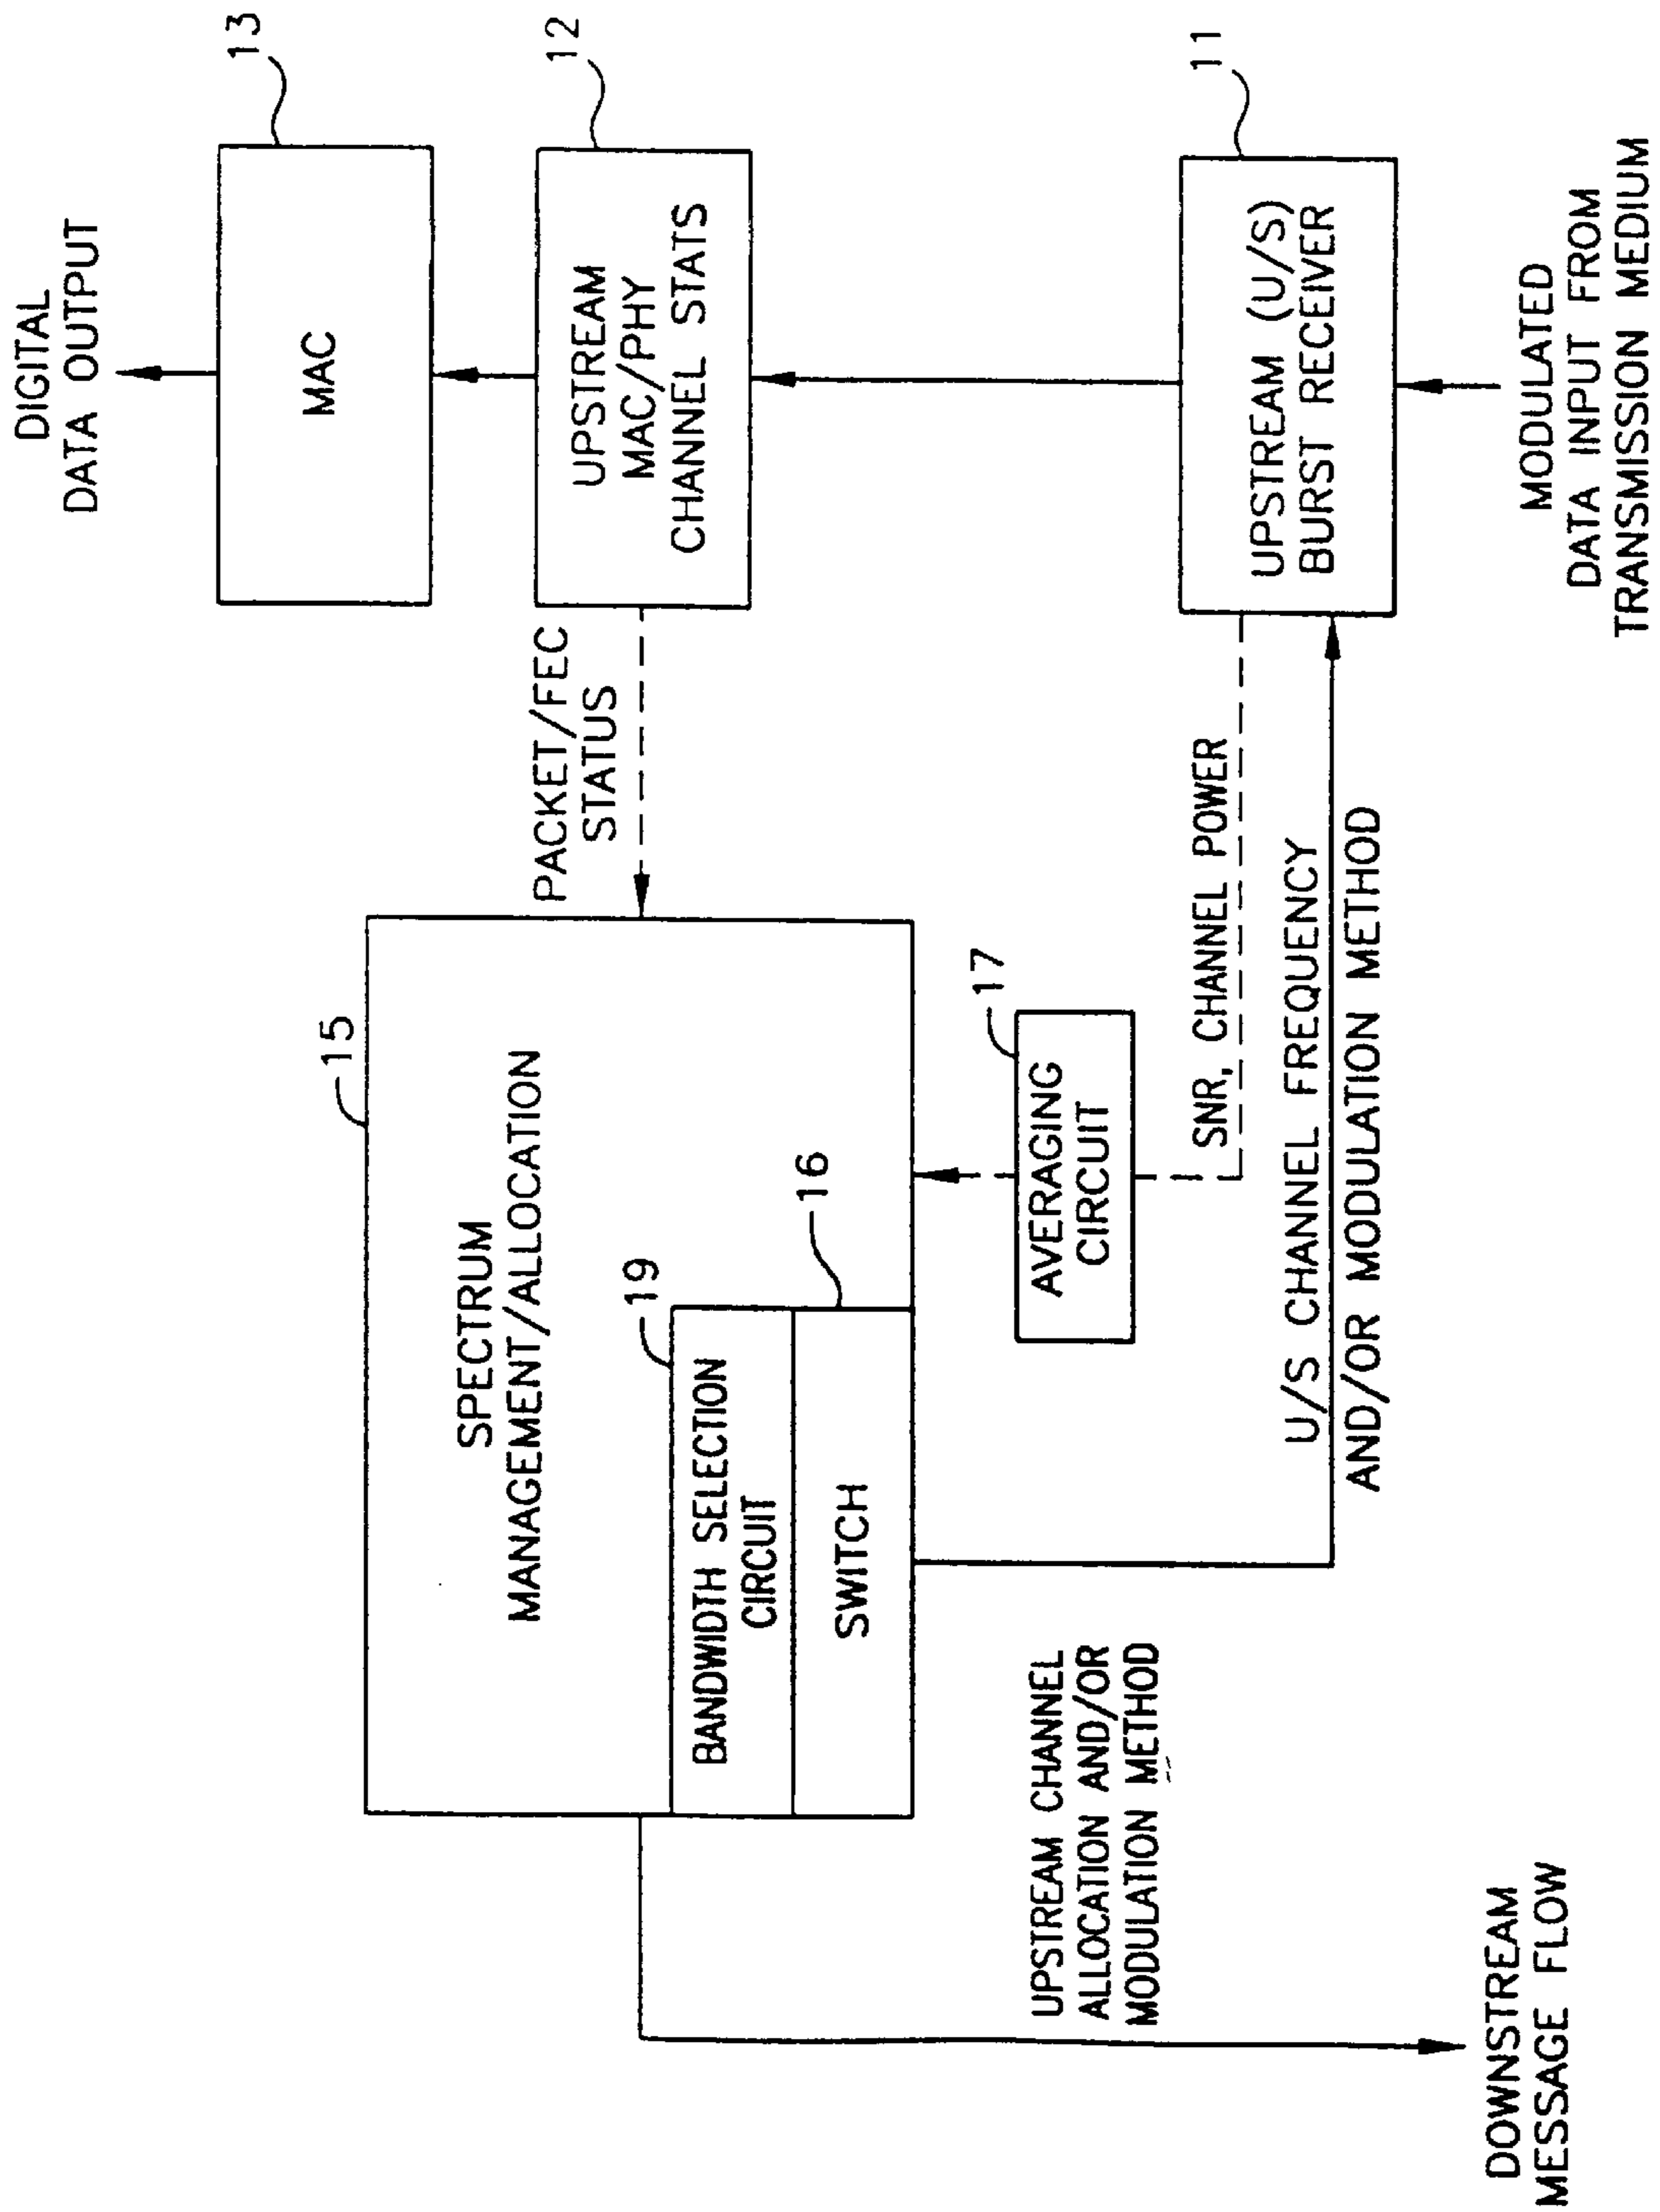 DIGITAL
DATA OUTPUT
13
MAC
12
UPSTREAM
MAC/PHY
CHANNEL STATS
PACKET/FEC
STATUS
15
SPECTRUM
MANAGEMENT/ALLOCATION
19
BANDWIDTH SELECTION
CIRCUIT
16
SWITCH
17
AVERAGING
CIRCUIT
SNR, CHANNEL POWER
11
UPSTREAM (U/S)
BURST RECEIVER
U/S CHANNEL FREQUENCY
AND/OR MODULATION METHOD
MODULATED
DATA INPUT FROM
TRANSMISSION MEDIUM
UPSTREAM CHANNEL
ALLOCATION AND/OR
MODULATION METHOD
DOWNSTREAM
MESSAGE FLOW